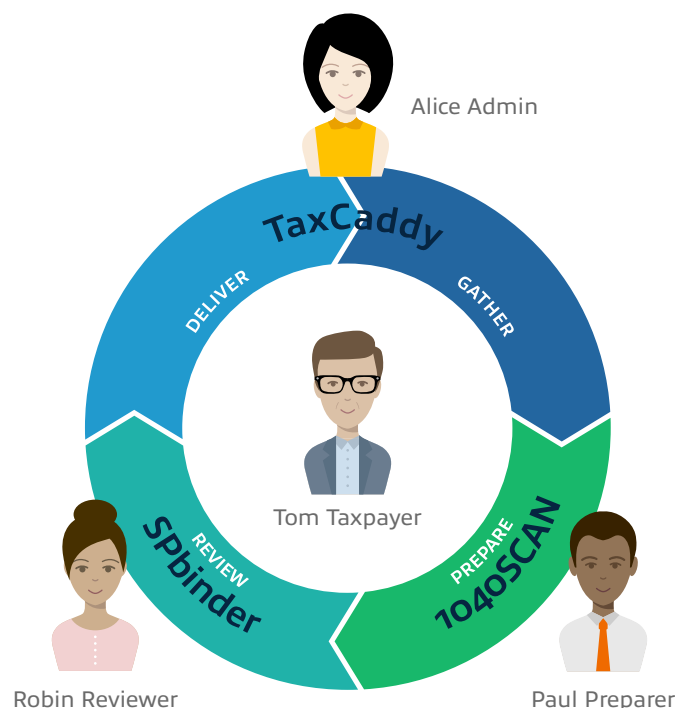 Alice Admin
TaxCaddy
DELIVER
GATHER
Tom Taxpayer
SPbinder
REVIEW
PREPARE
1040SCAN
Robin Reviewer
Paul Preparer